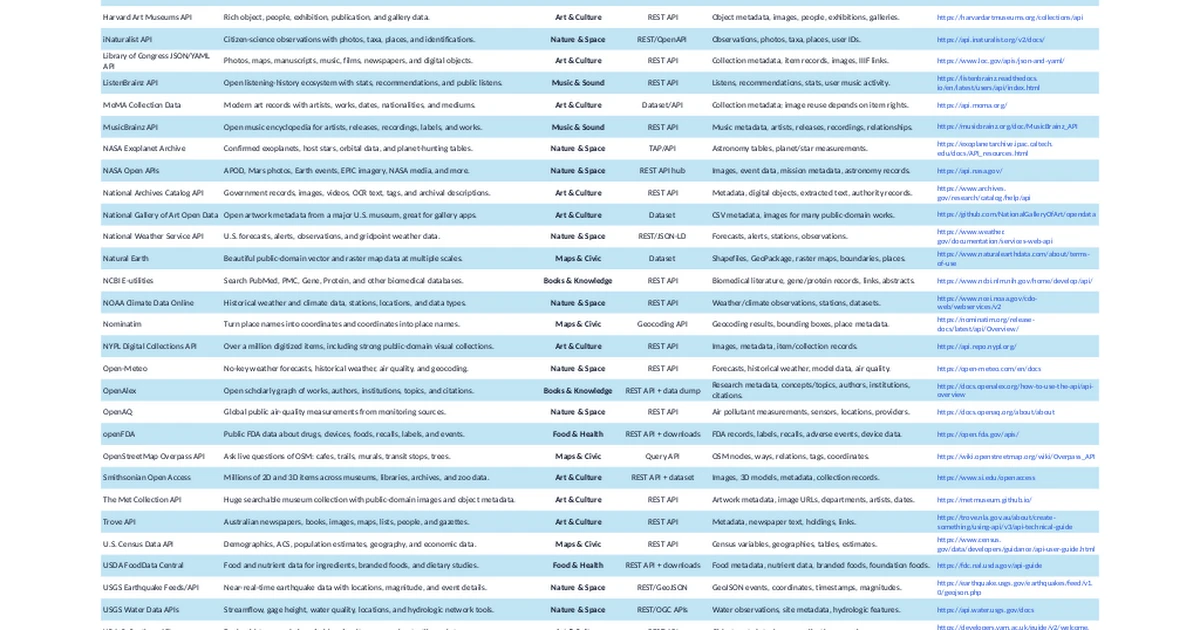 Harvard Art Museums API Rich object, people, exhibition, publication, and gallery data. Art & Culture REST API Object metadata, images, people, exhibitions, galleries. https://harvardartmuseums.org/collections/api
iNaturalist API Citizen-science observations with photos, taxa, places, and identifications. Nature & Space REST/OpenAPI Observations, photos, taxa, places, user IDs. https://api.inaturalist.org/v2/docs/
Library of Congress JSON/YAML
API Photos, maps, manuscripts, music, films, newspapers, and digital objects. Art & Culture REST API Collection metadata, item records, images, IIIF links. https://www.loc.gov/apis/json-and-yaml/
ListenBrainz API Open listening-history ecosystem with stats, recommendations, and public listens. Music & Sound REST API Listens, recommendations, stats, user music activity. https://listenbrainz.readthedocs.
io/en/latest/users/api/index.html
MoMA Collection Data Modern art records with artists, works, dates, nationalities, and mediums. Art & Culture Dataset/API Collection metadata; image reuse depends on item rights. https://api.moma.org/
MusicBrainz API Open music encyclopedia for artists, releases, recordings, labels, and works. Music & Sound REST API Music metadata, artists, releases, recordings, relationships. https://musicbrainz.org/doc/MusicBrainz_API
NASA Exoplanet Archive Confirmed exoplanets, host stars, orbital data, and planet-hunting tables. Nature & Space TAP/API Astronomy tables, planet/star measurements. https://exoplanetarchive.ipac.caltech.
edu/docs/API_resources.html
NASA Open APIs APOD, Mars photos, Earth events, EPIC imagery, NASA media, and more. Nature & Space REST API hub Images, event data, mission metadata, astronomy records. https://api.nasa.gov/
National Archives Catalog API Government records, images, videos, OCR text, tags, and archival descriptions. Art & Culture REST API Metadata, digital objects, extracted text, authority records. https://www.archives.
gov/research/catalog/help/api
National Gallery of Art Open Data Open artwork metadata from a major U.S. museum, great for gallery apps. Art & Culture Dataset CSV metadata, images for many public-domain works. https://github.com/NationalGalleryOfArt/opendata
National Weather Service API U.S. forecasts, alerts, observations, and gridpoint weather data. Nature & Space REST/JSON-LD Forecasts, alerts, stations, observations. https://www.weather.
gov/documentation/services-web-api
Natural Earth Beautiful public-domain vector and raster map data at multiple scales. Maps & Civic Dataset Shapefiles, GeoPackage, raster maps, boundaries, places. https://www.naturalearthdata.com/about/terms-
of-use
NCBI E-utilities Search PubMed, PMC, Gene, Protein, and other biomedical databases. Books & Knowledge REST API Biomedical literature, gene/protein records, links, abstracts. https://www.ncbi.nlm.nih.gov/home/develop/api/
NOAA Climate Data Online Historical weather and climate data, stations, locations, and data types. Nature & Space REST API Weather/climate observations, stations, datasets. https://www.ncei.noaa.gov/cdo-
web/webservices/v2
Nominatim Turn place names into coordinates and coordinates into place names. Maps & Civic Geocoding API Geocoding results, bounding boxes, place metadata. https://nominatim.org/release-
docs/latest/api/Overview/
NYPL Digital Collections API Over a million digitized items, including strong public-domain visual collections. Art & Culture REST API Images, metadata, item/collection records. https://api.repo.nypl.org/
Open-Meteo No-key weather forecasts, historical weather, air quality, and geocoding. Nature & Space REST API Forecasts, historical weather, model data, air quality. https://open-meteo.com/en/docs
OpenAlex Open scholarly graph of works, authors, institutions, topics, and citations. Books & Knowledge REST API + data dump Research metadata, concepts/topics, authors, institutions,
citations. https://docs.openalex.org/how-to-use-the-api/api-
overview
OpenAQ Global public air-quality measurements from monitoring sources. Nature & Space REST API Air pollutant measurements, sensors, locations, providers. https://docs.openaq.org/about/about
openFDA Public FDA data about drugs, devices, foods, recalls, labels, and events. Food & Health REST API + downloads FDA records, labels, recalls, adverse events, device data. https://open.fda.gov/apis/
OpenStreetMap Overpass API Ask live questions of OSM: cafes, trails, murals, transit stops, trees. Maps & Civic Query API OSM nodes, ways, relations, tags, coordinates. https://wiki.openstreetmap.org/wiki/Overpass_API
Smithsonian Open Access Millions of 2D and 3D items across museums, libraries, archives, and zoo data. Art & Culture REST API + dataset Images, 3D models, metadata, collection records. https://www.si.edu/openaccess
The Met Collection API Huge searchable museum collection with public-domain images and object metadata. Art & Culture REST API Artwork metadata, image URLs, departments, artists, dates. https://metmuseum.github.io/
Trove API Australian newspapers, books, images, maps, lists, people, and gazettes. Art & Culture REST API Metadata, newspaper text, holdings, links. https://trove.nla.gov.au/about/create-
something/using-api/v3/api-technical-guide
U.S. Census Data API Demographics, ACS, population estimates, geography, and economic data. Maps & Civic REST API Census variables, geographies, tables, estimates. https://www.census.
gov/data/developers/guidance/api-user-guide.html
USDA FoodData Central Food and nutrient data for ingredients, branded foods, and dietary studies. Food & Health REST API + downloads Food metadata, nutrient data, branded foods, foundation foods. https://fdc.nal.usda.gov/api-guide
USGS Earthquake Feeds/API Near-real-time earthquake data with locations, magnitude, and event details. Nature & Space REST/GeoJSON GeoJSON events, coordinates, timestamps, magnitudes. https://earthquake.usgs.gov/earthquakes/feed/v1.
0/geojson.php
USGS Water Data APIs Streamflow, gage height, water quality, locations, and hydrologic network tools. Nature & Space REST/OGC APIs Water observations, site metadata, hydrologic features. https://api.water.usgs.gov/docs
https://developers.vam.ac.uk/guide/v2/welcome.